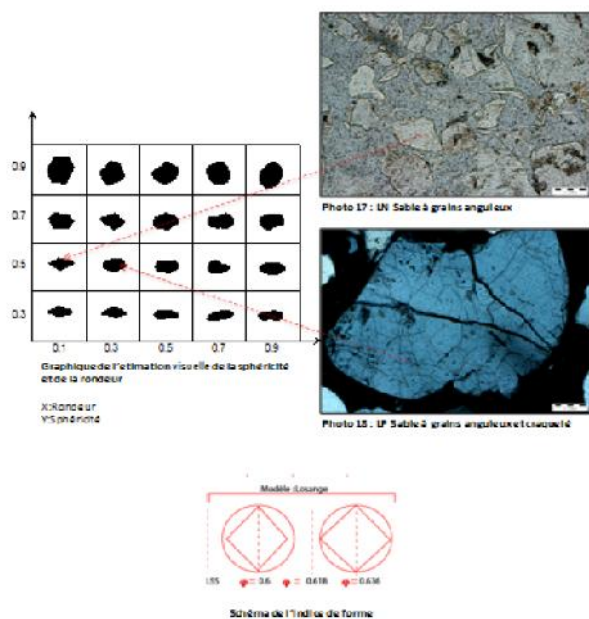 0.9
0.7
0.5
0.3
0.1 0.3 0.5 0.7 0.9
Graphique de l'etimation visuelle de la sphéricité
et de la rondeur
X:Rondeur
Y:Sphéricité
Photo 17 : LN Sable à grains anguleux
Photo 18 : LP Sable à grains anguleux et craquelé
Modèle :Losange
φ = 0.6 φ = 0.618 φ = 0.636
Schéma de l'indice de forme